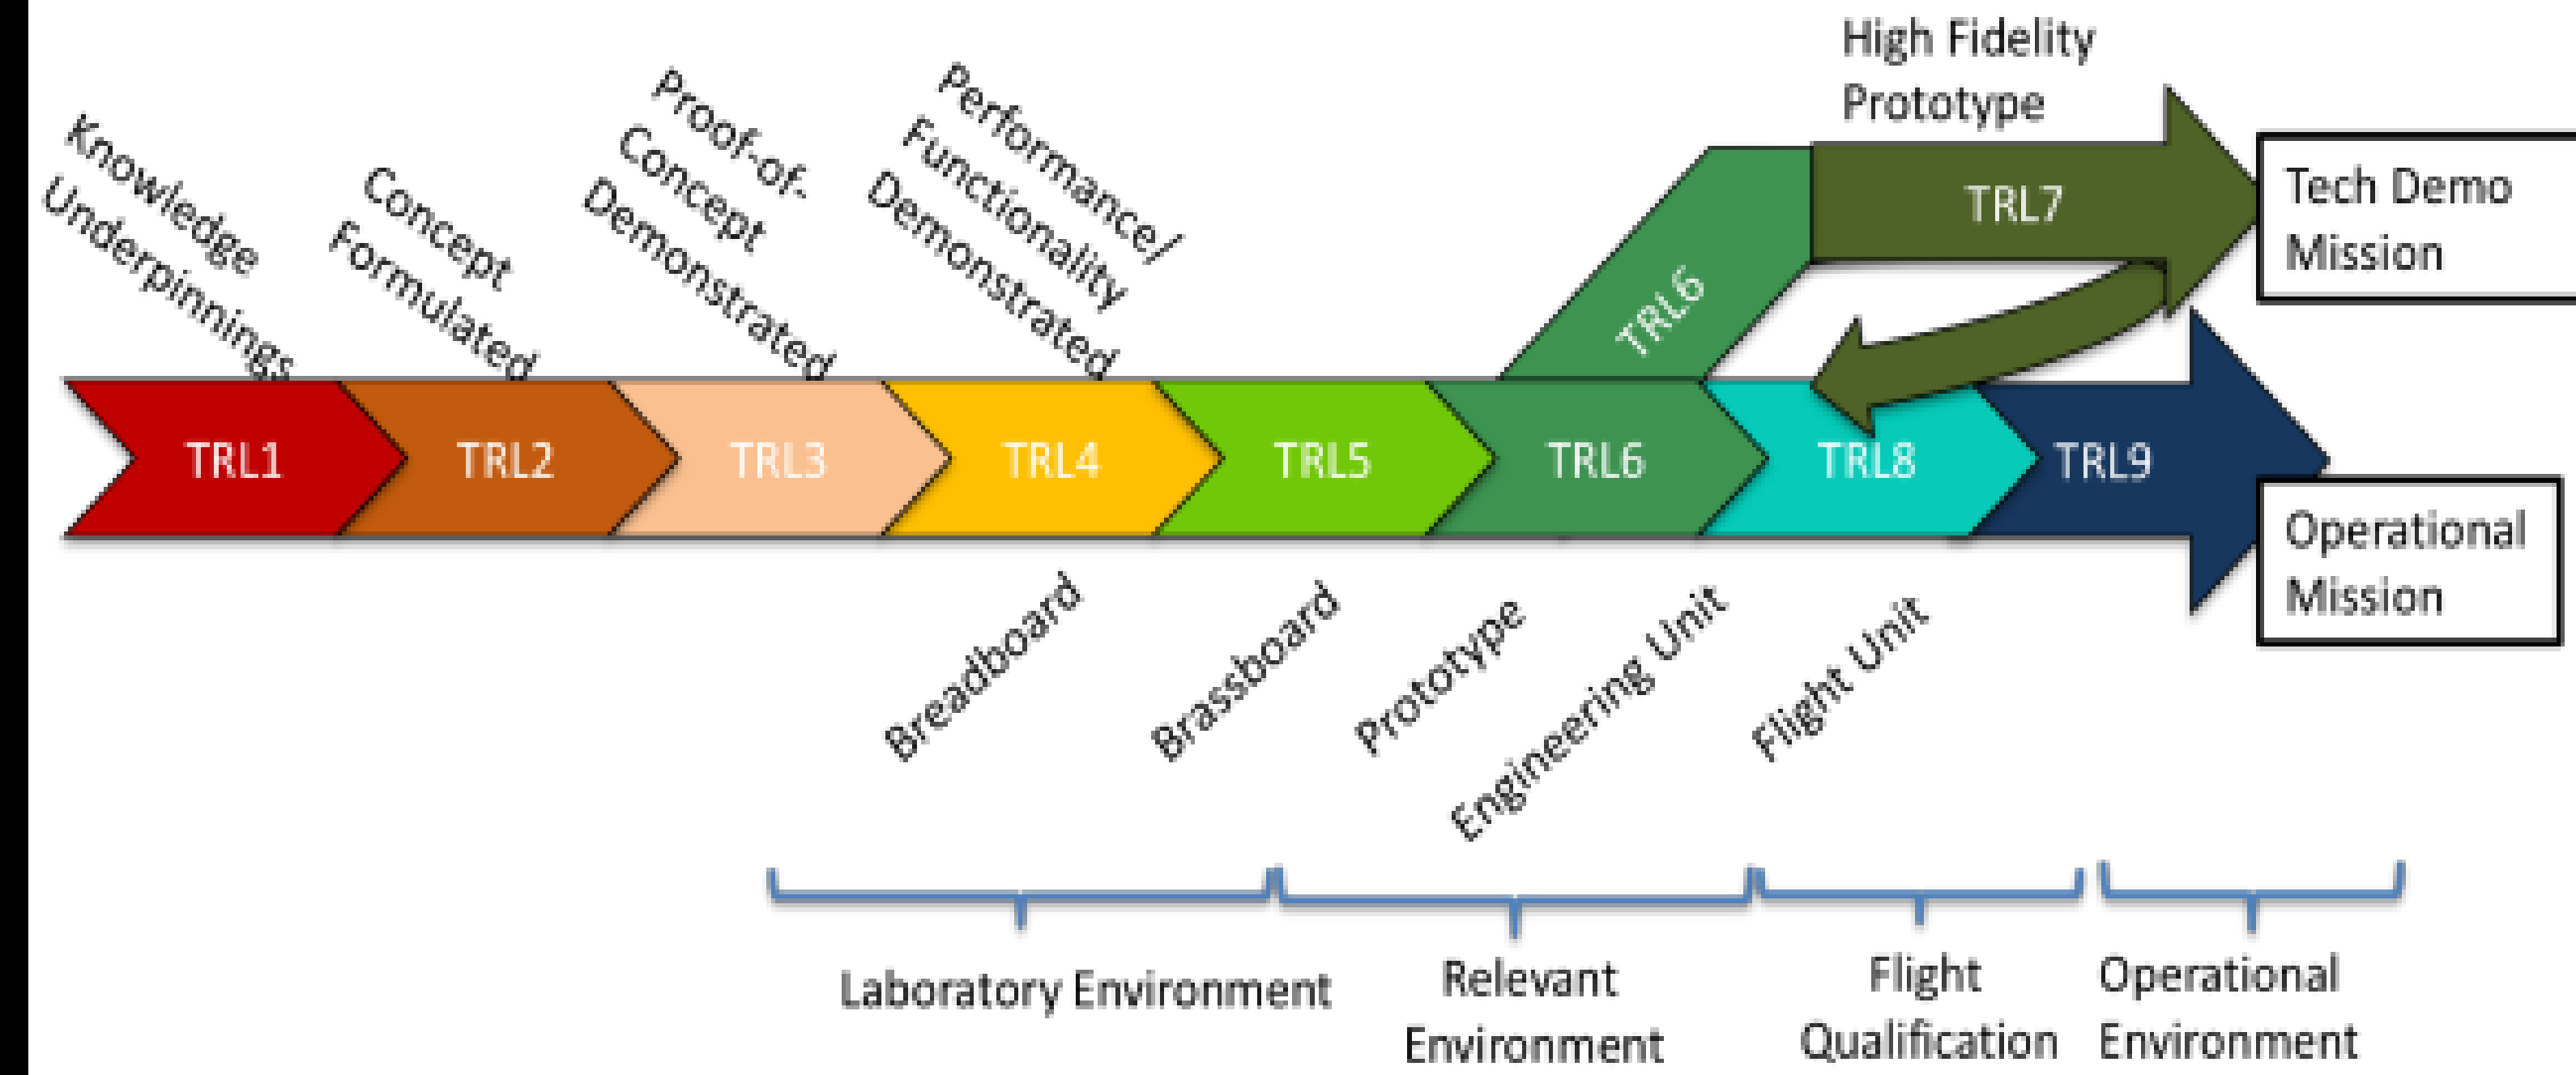 High Fidelity
Prototype
Knowledge
Underpinnings
Concept
Formulated
Proof-of-
Concept
Demonstrated
Performance/
Functionality
Demonstrated
TRL7
Tech Demo
Mission
TRL6
TRL1
TRL2
TRL3
TRL4
TRL5
TRL6
TRL8
TRL9
Operational
Mission
Breadboard
Brassboard
Prototype
Engineering Unit
Flight Unit
Laboratory Environment
Relevant
Environment
Flight
Qualification
Operational
Environment